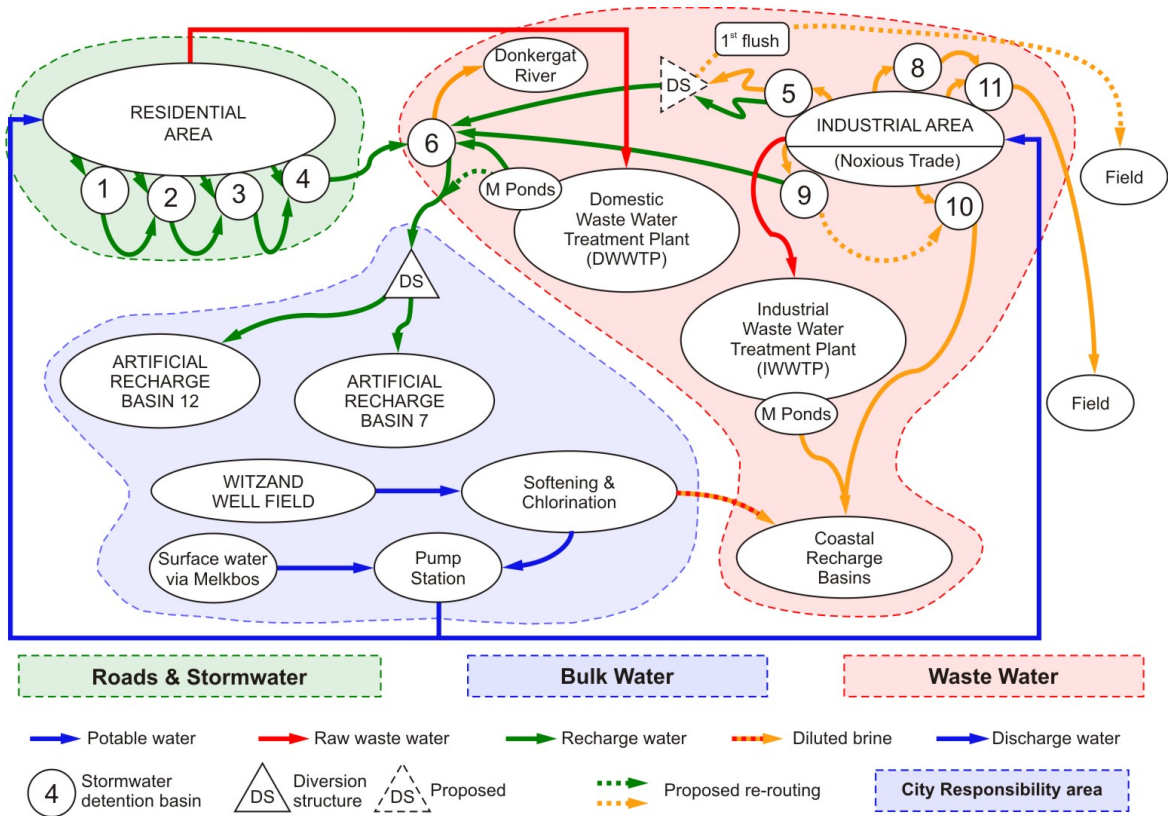 1st flush
Donkergat
River
DS
5
8
11
RESIDENTIAL
AREA
6
INDUSTRIAL AREA
(Noxious Trade)
1
2
3
4
M Ponds
9
10
Field
Domestic
Waste Water
Treatment Plant
(DWWTP)
DS
Industrial
Waste Water
Treatment Plant
(IWWTP)
M Ponds
ARTIFICIAL
RECHARGE
BASIN 12
ARTIFICIAL
RECHARGE
BASIN 7
Field
WITZAND
WELL FIELD
Softening &
Chlorination
Surface water
via Melkbos
Pump
Station
Coastal
Recharge
Basins
Roads & Stormwater
Bulk Water
Waste Water
Potable water
Raw waste water
Recharge water
Diluted brine
Discharge water
4
Stormwater
detention basin
DS
Diversion
structure
DS
Proposed
Proposed re-routing
City Responsibility area